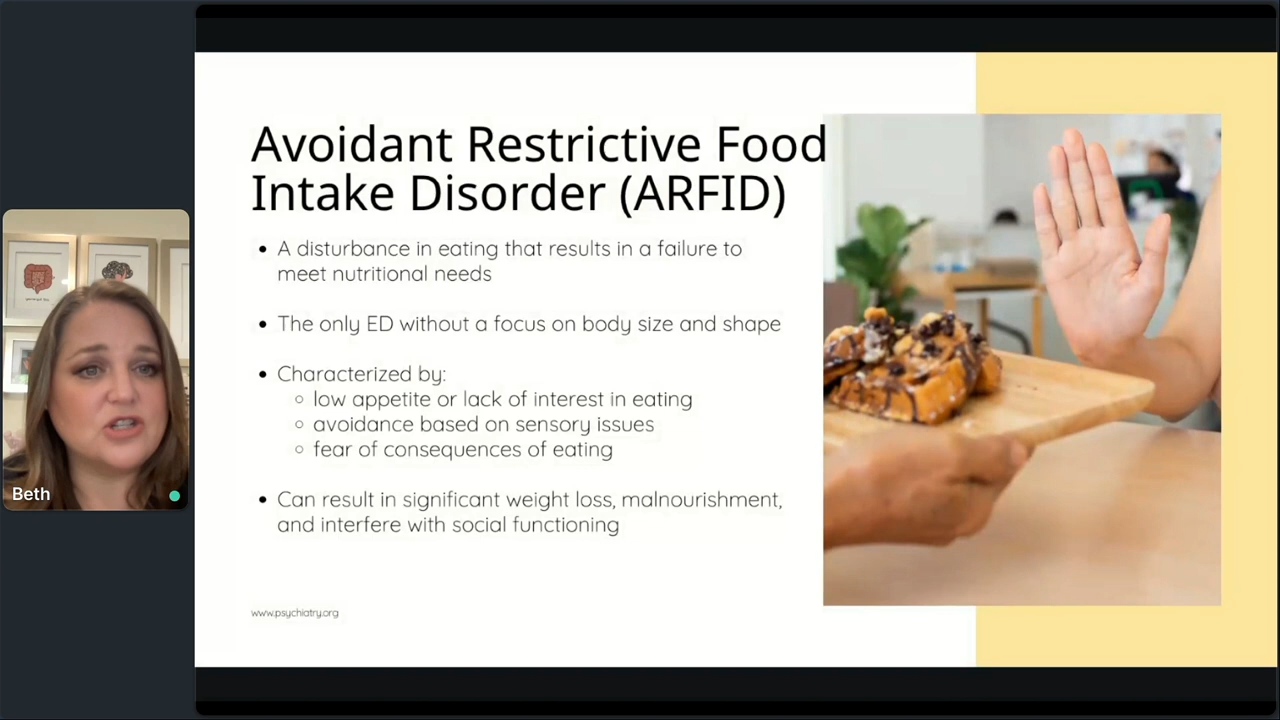 Avoidant Restrictive Food
Intake Disorder (ARFID)
• A disturbance in eating that results in a failure to
meet nutritional needs
• The only ED without a focus on body size and shape
• Characterized by:
○ low appetite or lack of interest in eating
○ avoidance based on sensory issues
○ fear of consequences of eating
• Can result in significant weight loss, malnourishment,
and interfere with social functioning
www.psychiatry.org
Beth